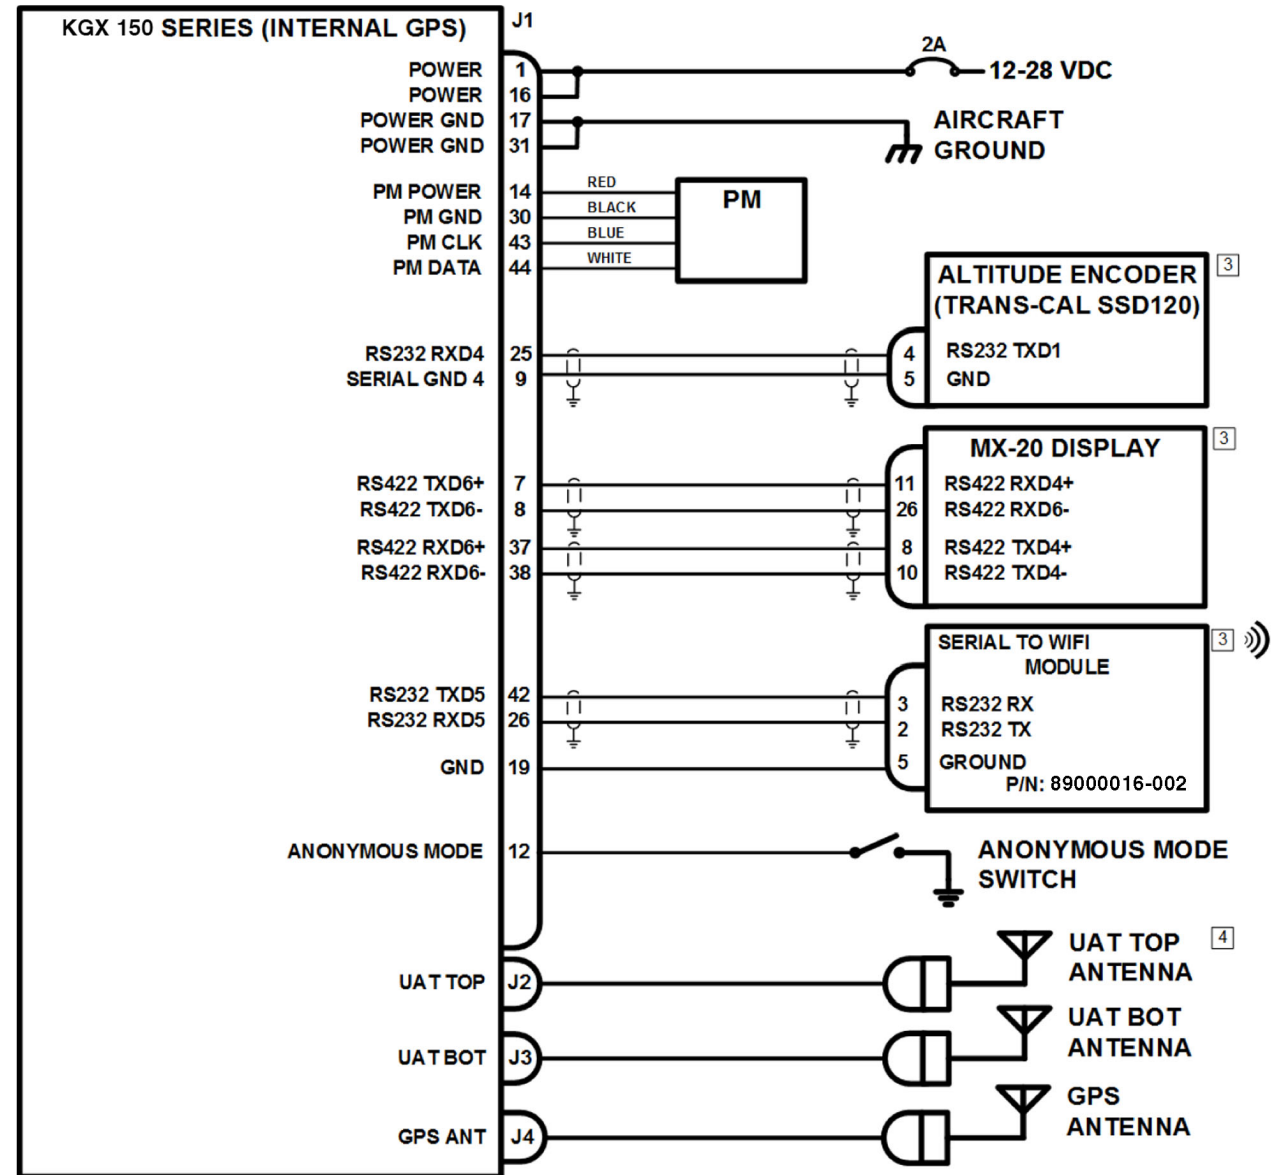 KGX 150 SERIES (INTERNAL GPS)
J1
POWER 1
2A
12-28 VDC
POWER 16
POWER GND 17
AIRCRAFT
GROUND
POWER GND 31
PM POWER 14 RED
PM
PM GND 30 BLACK
PM CLK 43 BLUE
PM DATA 44 WHITE
ALTITUDE ENCODER
(TRANS-CAL SSD120)
3
RS232 RXD4 25
4 RS232 TXD1
SERIAL GND 4 9
5 GND
MX-20 DISPLAY
3
RS422 TXD6+ 7
11 RS422 RXD4+
RS422 TXD6- 8
26 RS422 RXD6-
RS422 RXD6+ 37
8 RS422 TXD4+
RS422 RXD6- 38
10 RS422 TXD4-
SERIAL TO WIFI
MODULE
3
RS232 TXD5 42
3 RS232 RX
RS232 RXD5 26
2 RS232 TX
GND 19
5 GROUND
P/N: 89000016-002
ANONYMOUS MODE 12
ANONYMOUS MODE
SWITCH
UAT TOP J2
UAT TOP
ANTENNA
4
UAT BOT J3
UAT BOT
ANTENNA
GPS ANT J4
GPS
ANTENNA